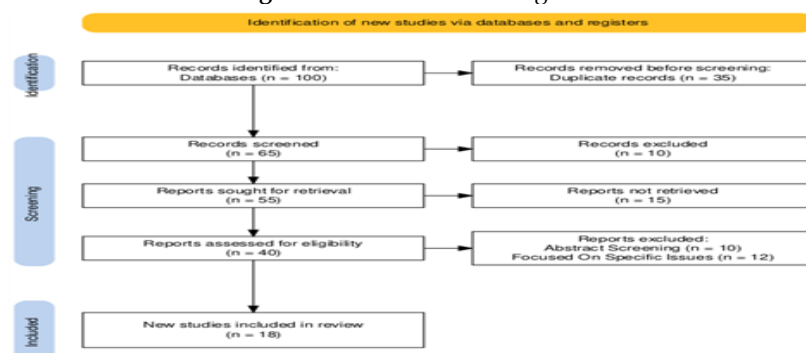 Identification of new studies via databases and registers
Identification
Records identified from:
Databases (n = 100)
Records removed before screening:
Duplicate records (n = 35)
Screening
Records screened
(n = 65)
Records excluded
(n = 10)
Reports sought for retrieval
(n = 55)
Reports not retrieved
(n = 15)
Reports assessed for eligibility
(n = 40)
Reports excluded:
Abstract Screening (n = 10)
Focused On Specific Issues (n = 12)
Included
New studies included in review
(n = 18)